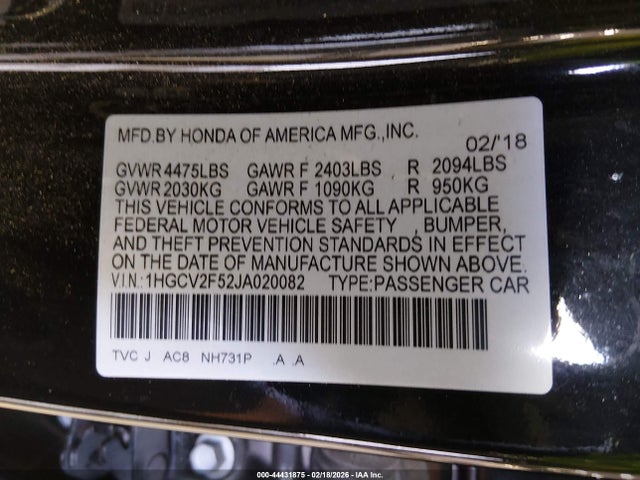 MFD.BY HONDA OF AMERICA MFG.,INC. 02/'18
GVWR 4475LBS GAWR F 2403LBS R 2094LBS
GVWR 2030KG GAWR F 1090KG R 950KG
THIS VEHICLE CONFORMS TO ALL APPLICABLE
FEDERAL MOTOR VEHICLE SAFETY , BUMPER,
AND THEFT PREVENTION STANDARDS IN EFFECT
ON THE DATE OF MANUFACTURE SHOWN ABOVE.
VIN:1HGCV2F52JA020082 TYPE:PASSENGER CAR
TVC J AC8 NH731P .A .A
000-44431875 - 02/18/2026 - IAA Inc.